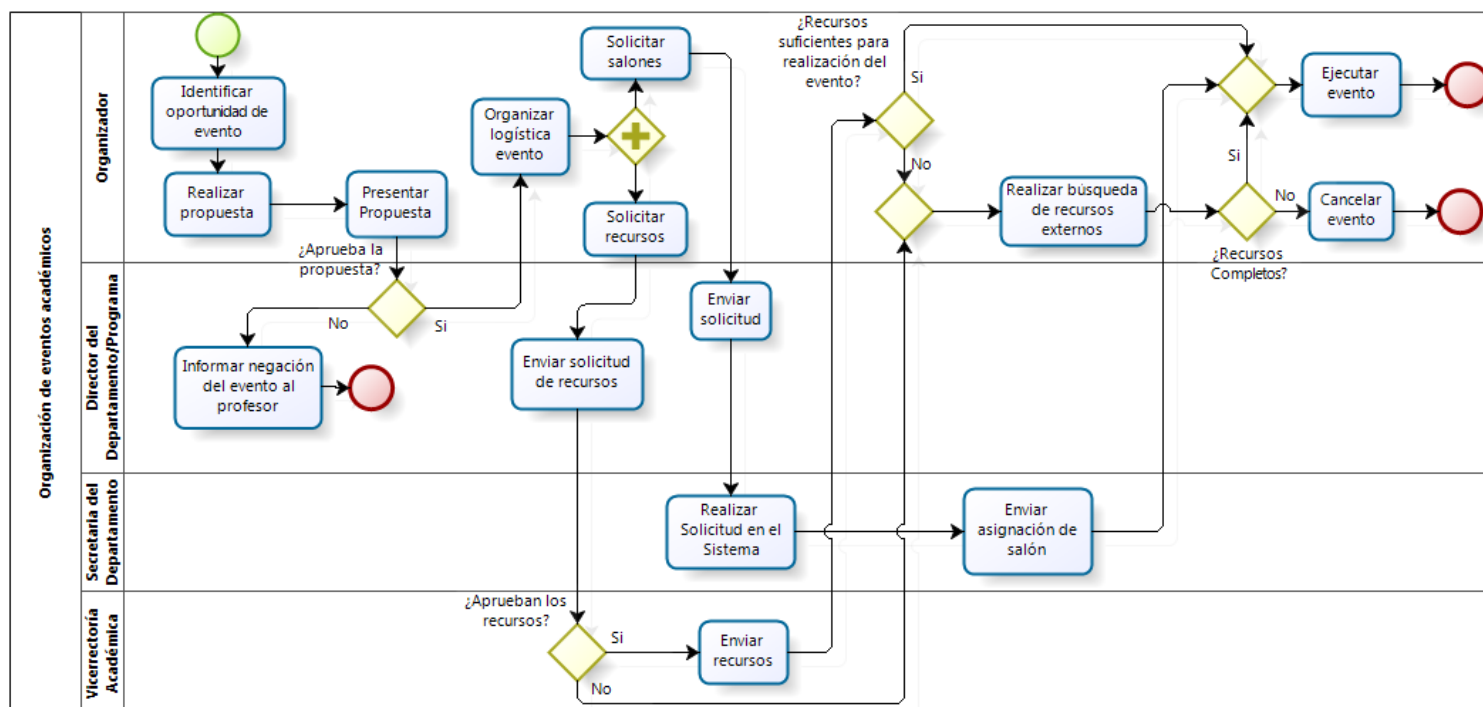 Organización de eventos académicos
Organizador
Identificar
oportunidad de
evento
Realizar
propuesta
Presentar
Propuesta
¿Aprueba la
propuesta?
Organizar
logística
evento
Solicitar
salones
Solicitar
recursos
¿Recursos
suficientes para
realización del
evento?
Si
No
Realizar búsqueda
de recursos
externos
Si
No
¿Recursos
Completos?
Ejecutar
evento
Cancelar
evento
Director del
Departamento/Programa
No
Si
Informar negación
del evento al
profesor
Enviar solicitud
de recursos
Enviar
solicitud
Secretaria del
Departamento
Realizar
Solicitud en el
Sistema
Enviar
asignación de
salón
Vicerrectoría
Académica
¿Aprueban los
recursos?
Si
No
Enviar
recursos